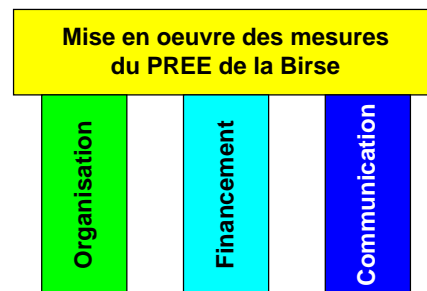 Mise en oeuvre des mesures
du PREE de la Birse
Organisation
Financement
Communication